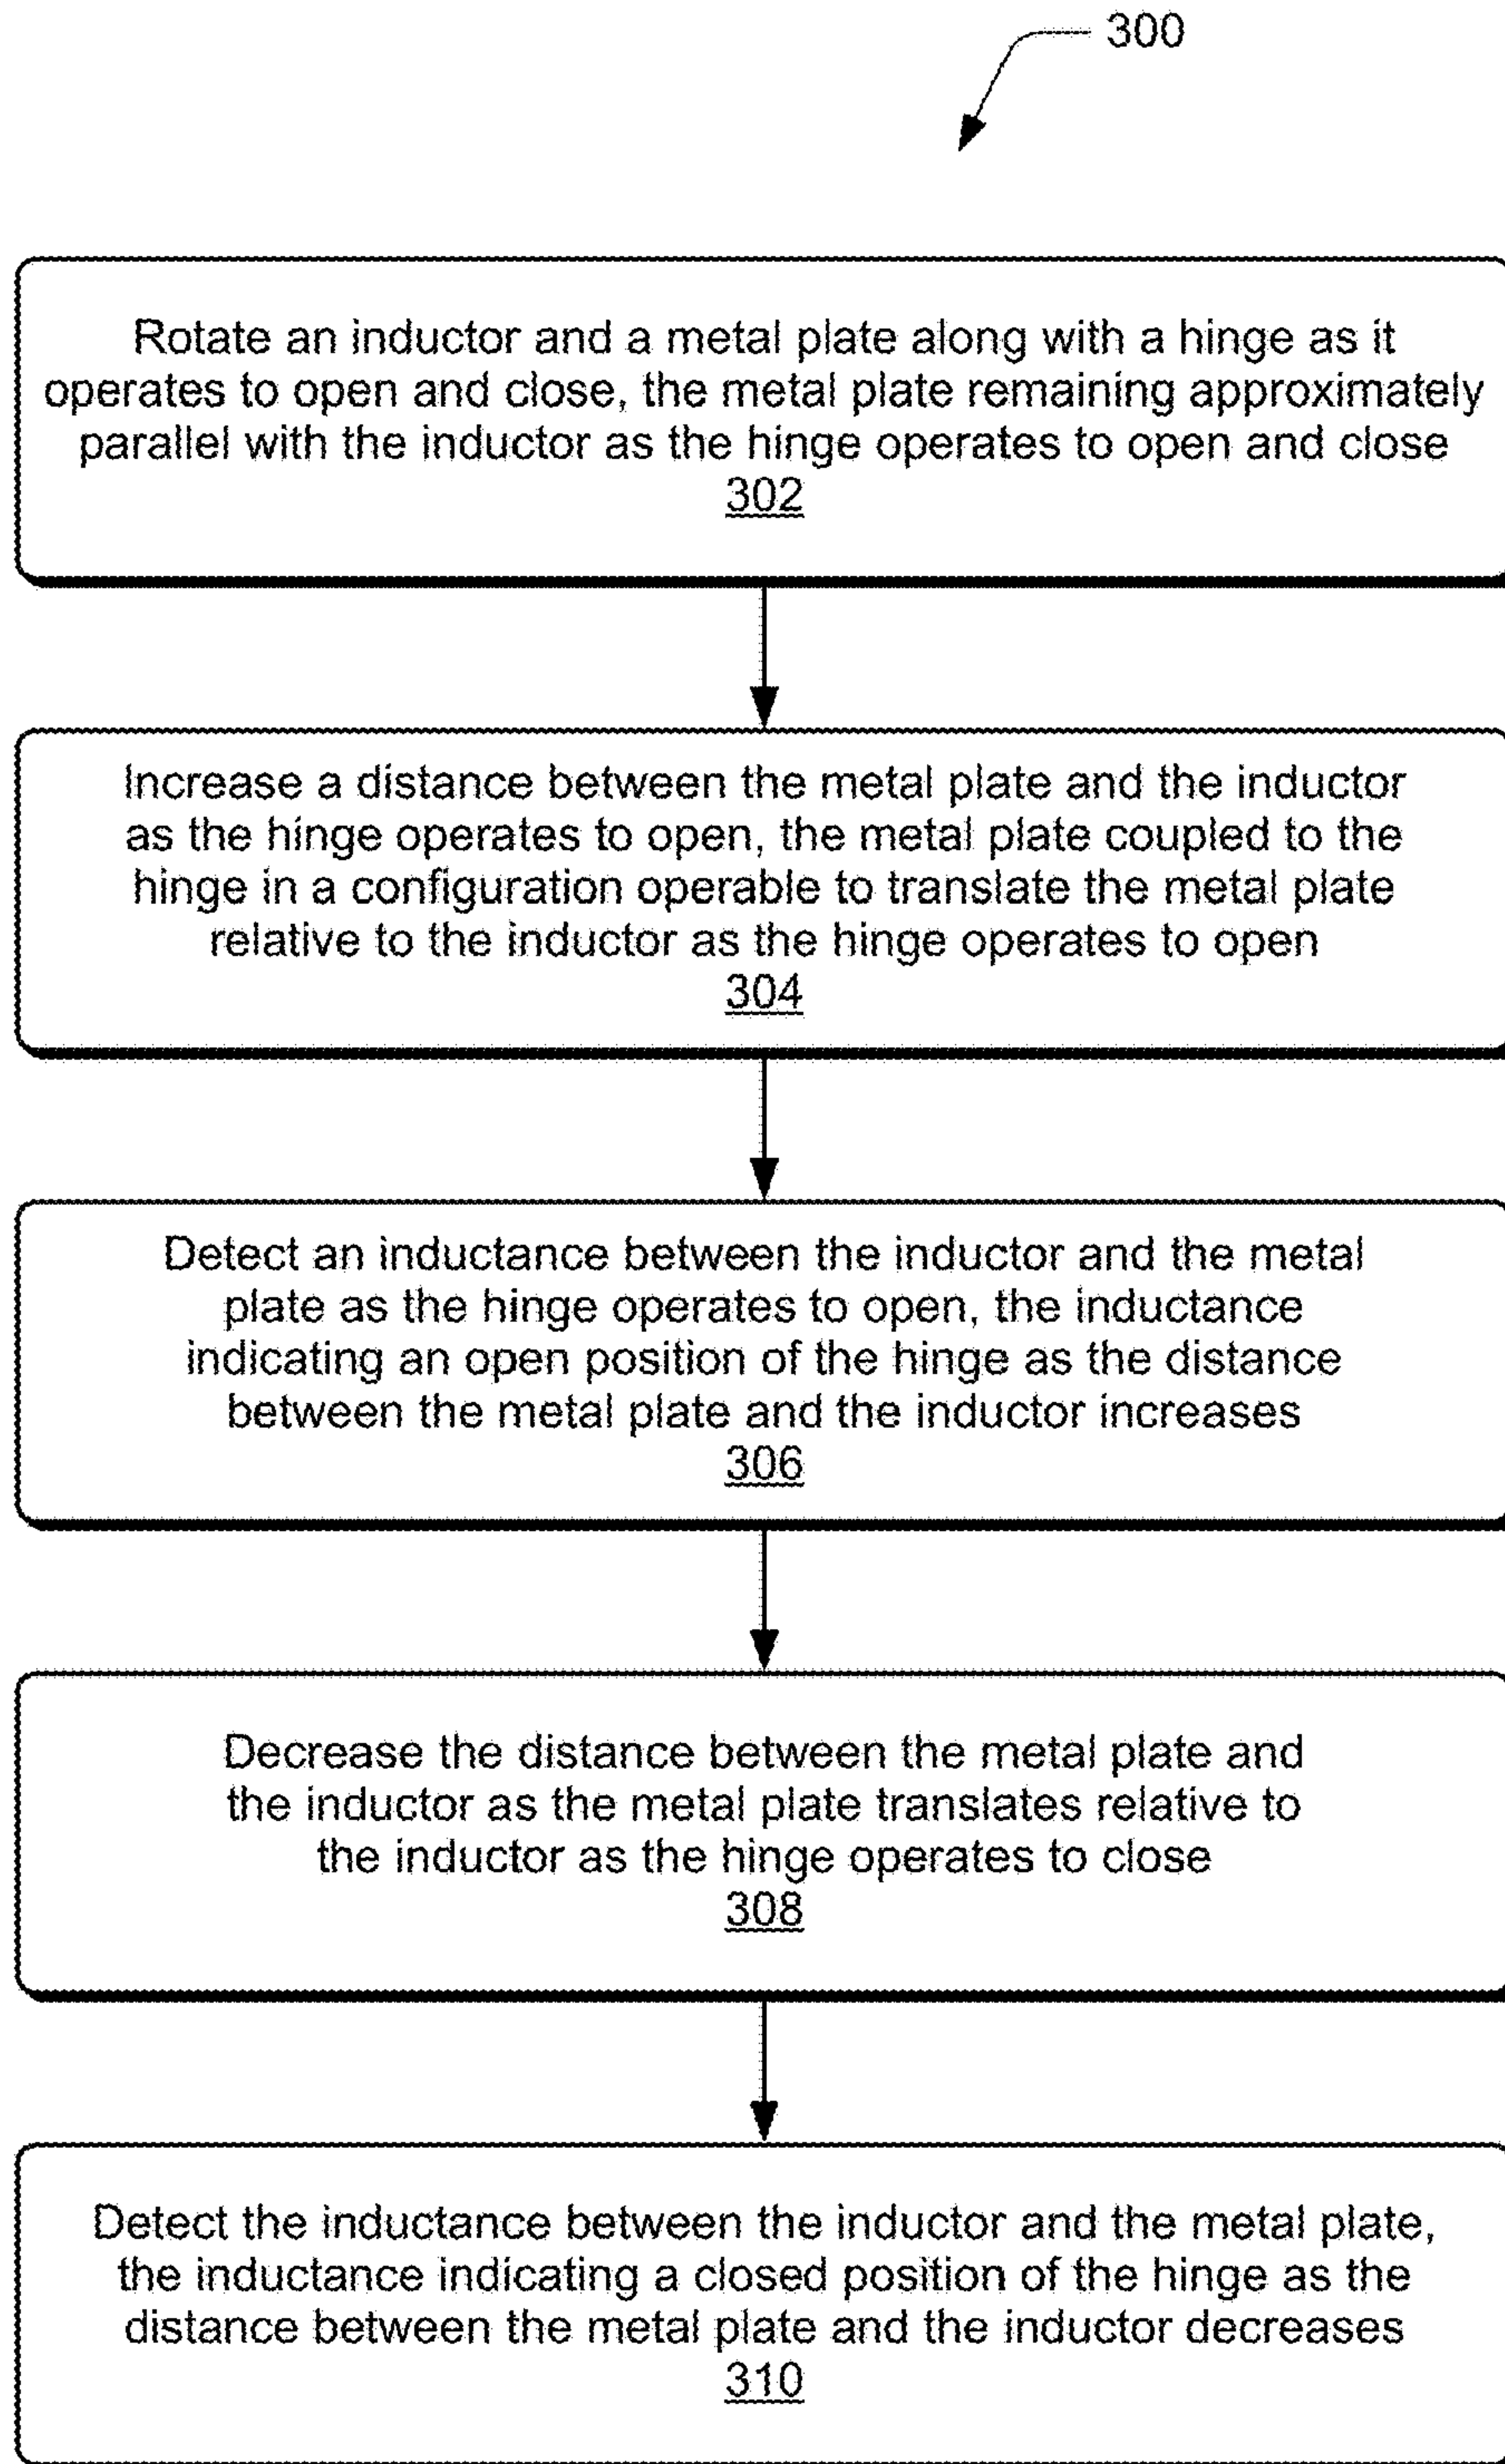 300
Rotate an inductor and a metal plate along with a hinge as it
operates to open and close, the metal plate remaining approximately
parallel with the inductor as the hinge operates to open and close
302
Increase a distance between the metal plate and the inductor
as the hinge operates to open, the metal plate coupled to the
hinge in a configuration operable to translate the metal plate
relative to the inductor as the hinge operates to open
304
Detect an inductance between the inductor and the metal
plate as the hinge operates to open, the inductance
indicating an open position of the hinge as the distance
between the metal plate and the inductor increases
306
Decrease the distance between the metal plate and
the inductor as the metal plate translates relative to
the inductor as the hinge operates to close
308
Detect the inductance between the inductor and the metal plate,
the inductance indicating a closed position of the hinge as the
distance between the metal plate and the inductor decreases
310